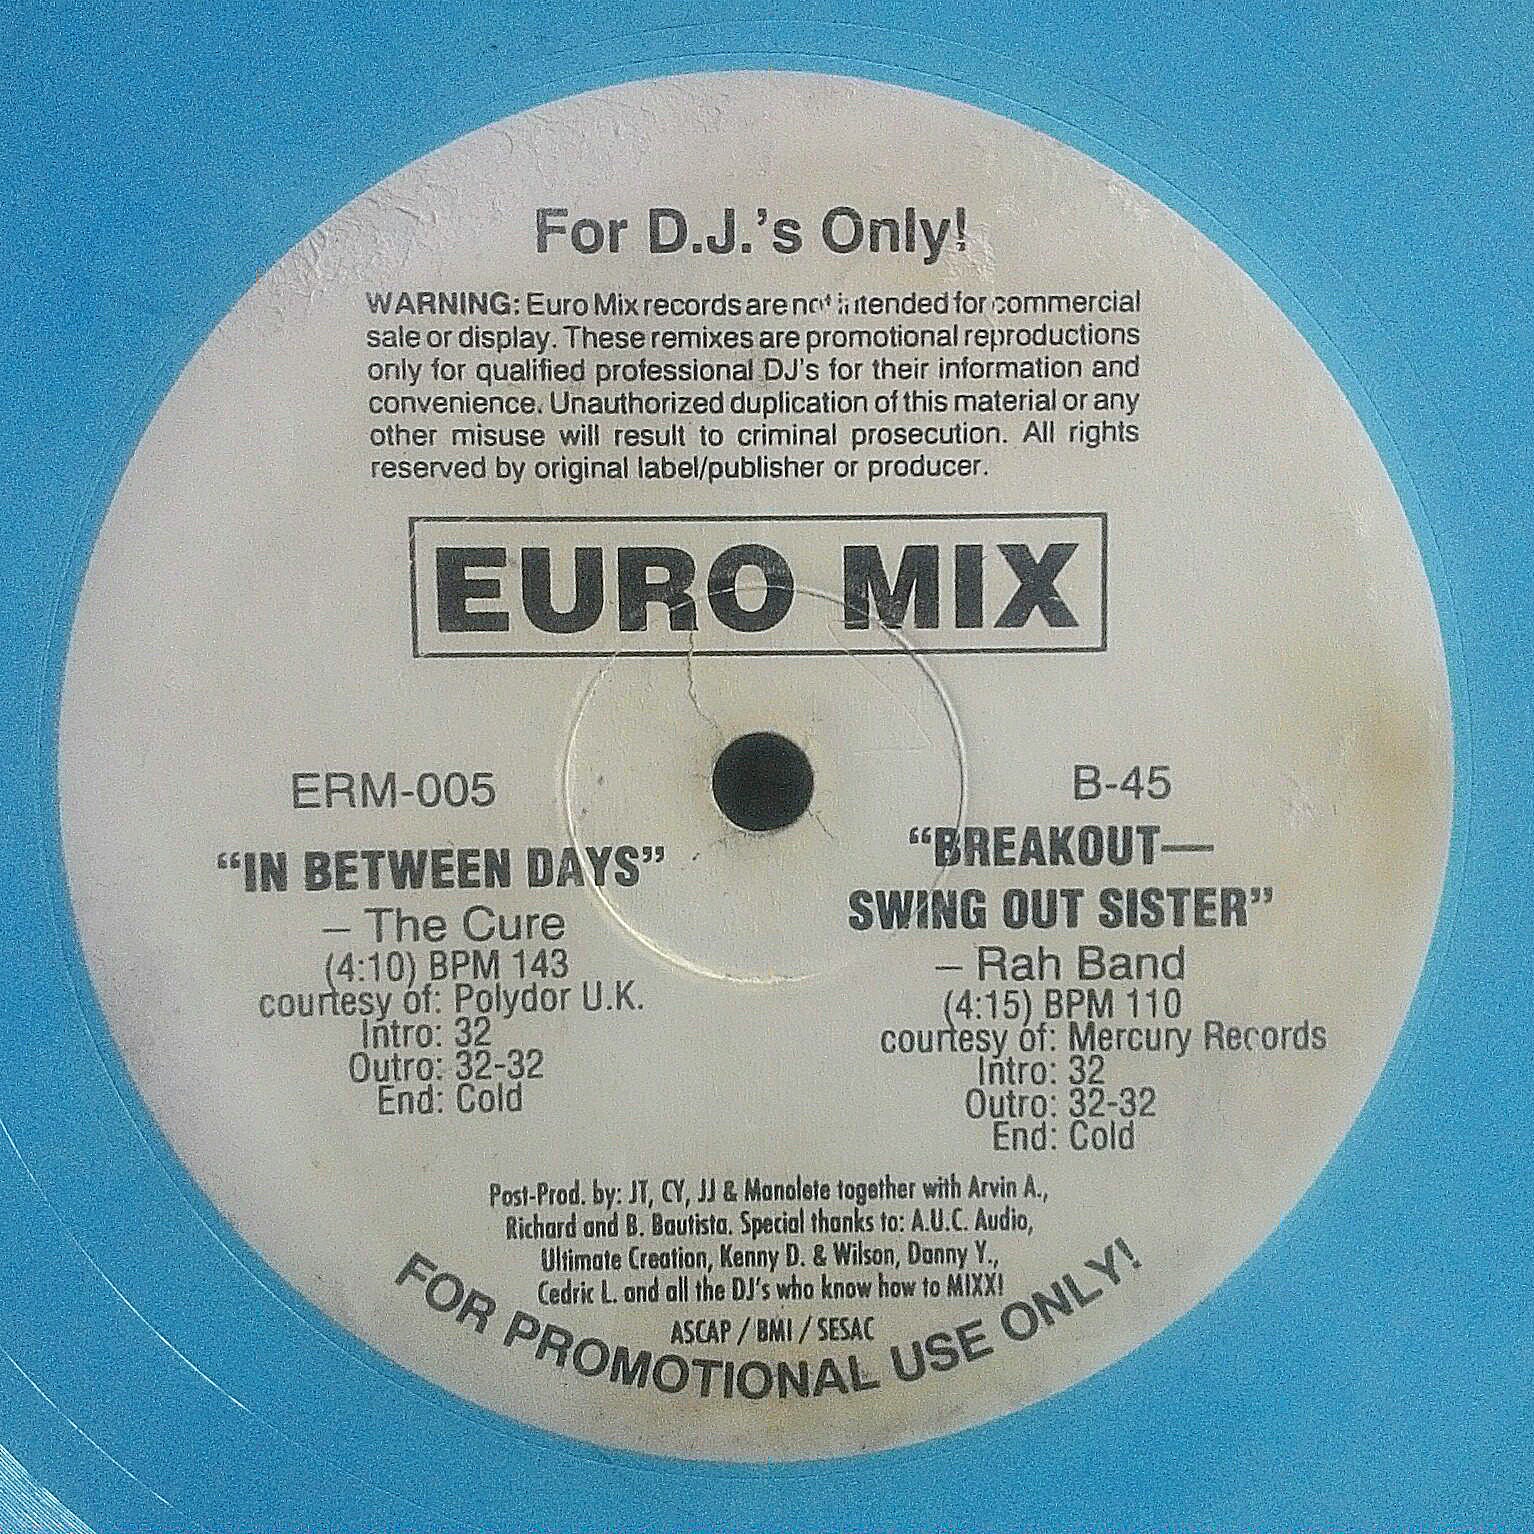 For D.J.'s Only!
WARNING: Euro Mix records are not intended for commercial
sale or display. These remixes are promotional reproductions
only for qualified professional DJ's for their information and
convenience. Unauthorized duplication of this material or any
other misuse will result to criminal prosecution. All rights
reserved by original label/publisher or producer.
EURO MIX
ERM-005
"IN BETWEEN DAYS"
– The Cure
(4:10) BPM 143
courtesy of: Polydor U.K.
Intro: 32
Outro: 32-32
End: Cold
B-45
"BREAKOUT—
SWING OUT SISTER"
– Rah Band
(4:15) BPM 110
courtesy of: Mercury Records
Intro: 32
Outro: 32-32
End: Cold
Post-Prod. by: JT, CY, JJ & Manolete together with Arvin A.,
Richard and B. Bautista. Special thanks to: A.U.C. Audio,
Ultimate Creation, Kenny D. & Wilson, Danny Y.,
Cedric L. and all the DJ's who know how to MIXX!
ASCAP / BMI / SESAC
FOR PROMOTIONAL USE ONLY!